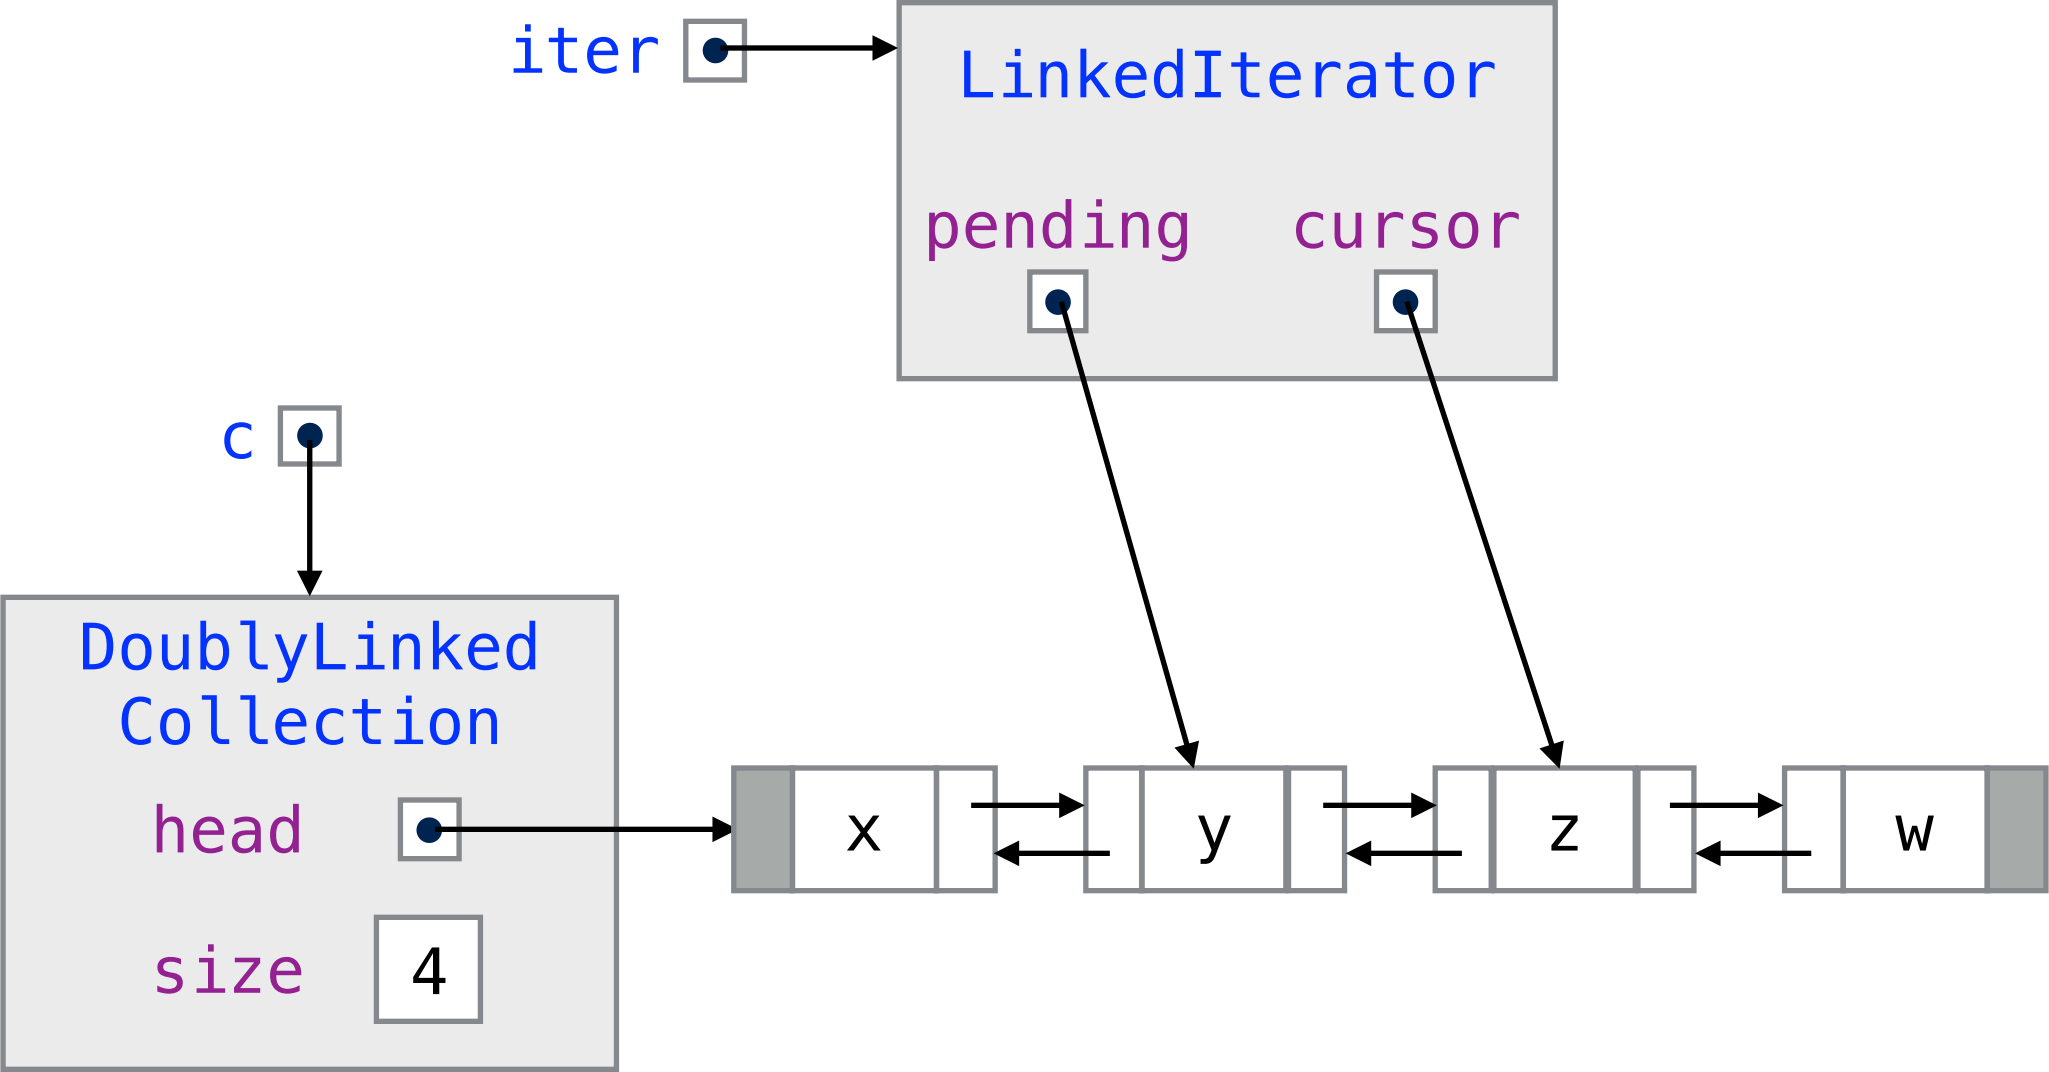 iter
LinkedIterator
pending cursor
c
DoublyLinked
Collection
head
x y z w
size 4